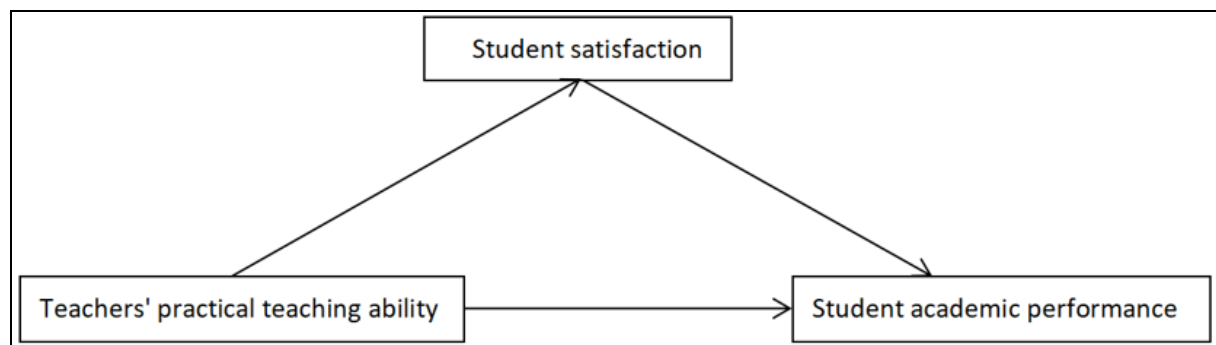 Student satisfaction
Teachers' practical teaching ability
Student academic performance